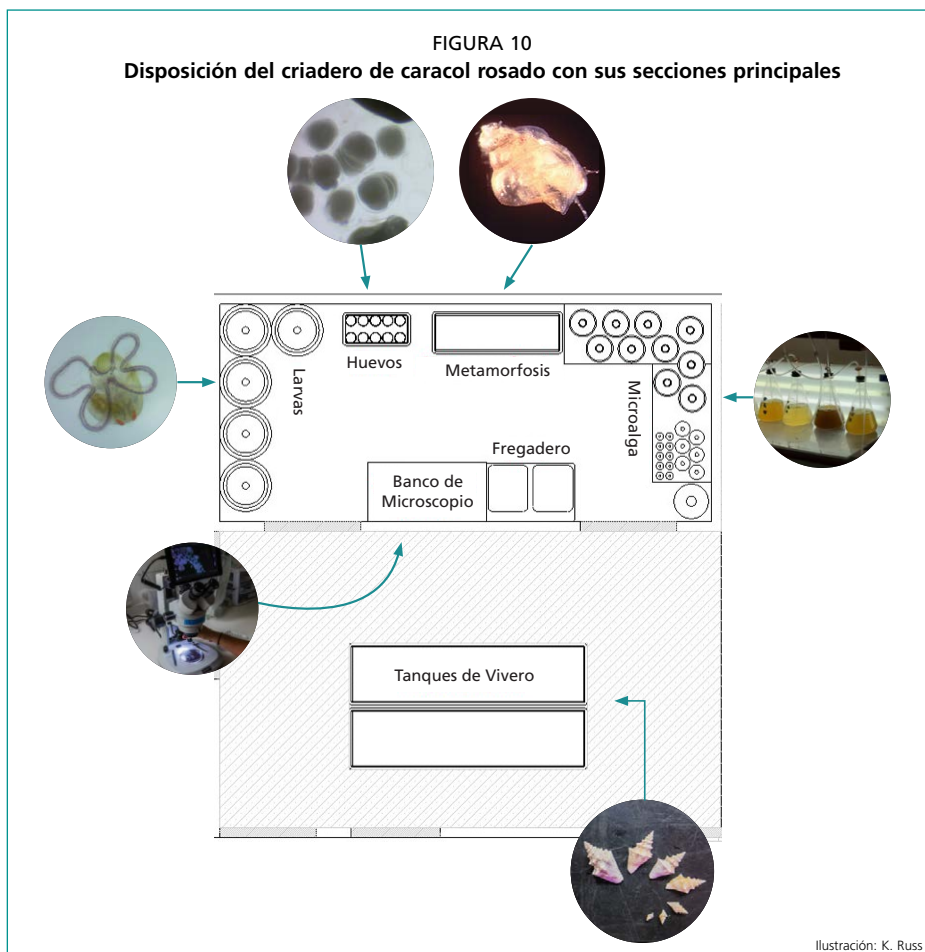 FIGURA 10
Disposición del criadero de caracol rosado con sus secciones principales
Larvas
Huevos
Metamorfosis
Microalga
Fregadero
Banco de
Microscopio
Tanques de Vivero
Ilustración: K. Russ